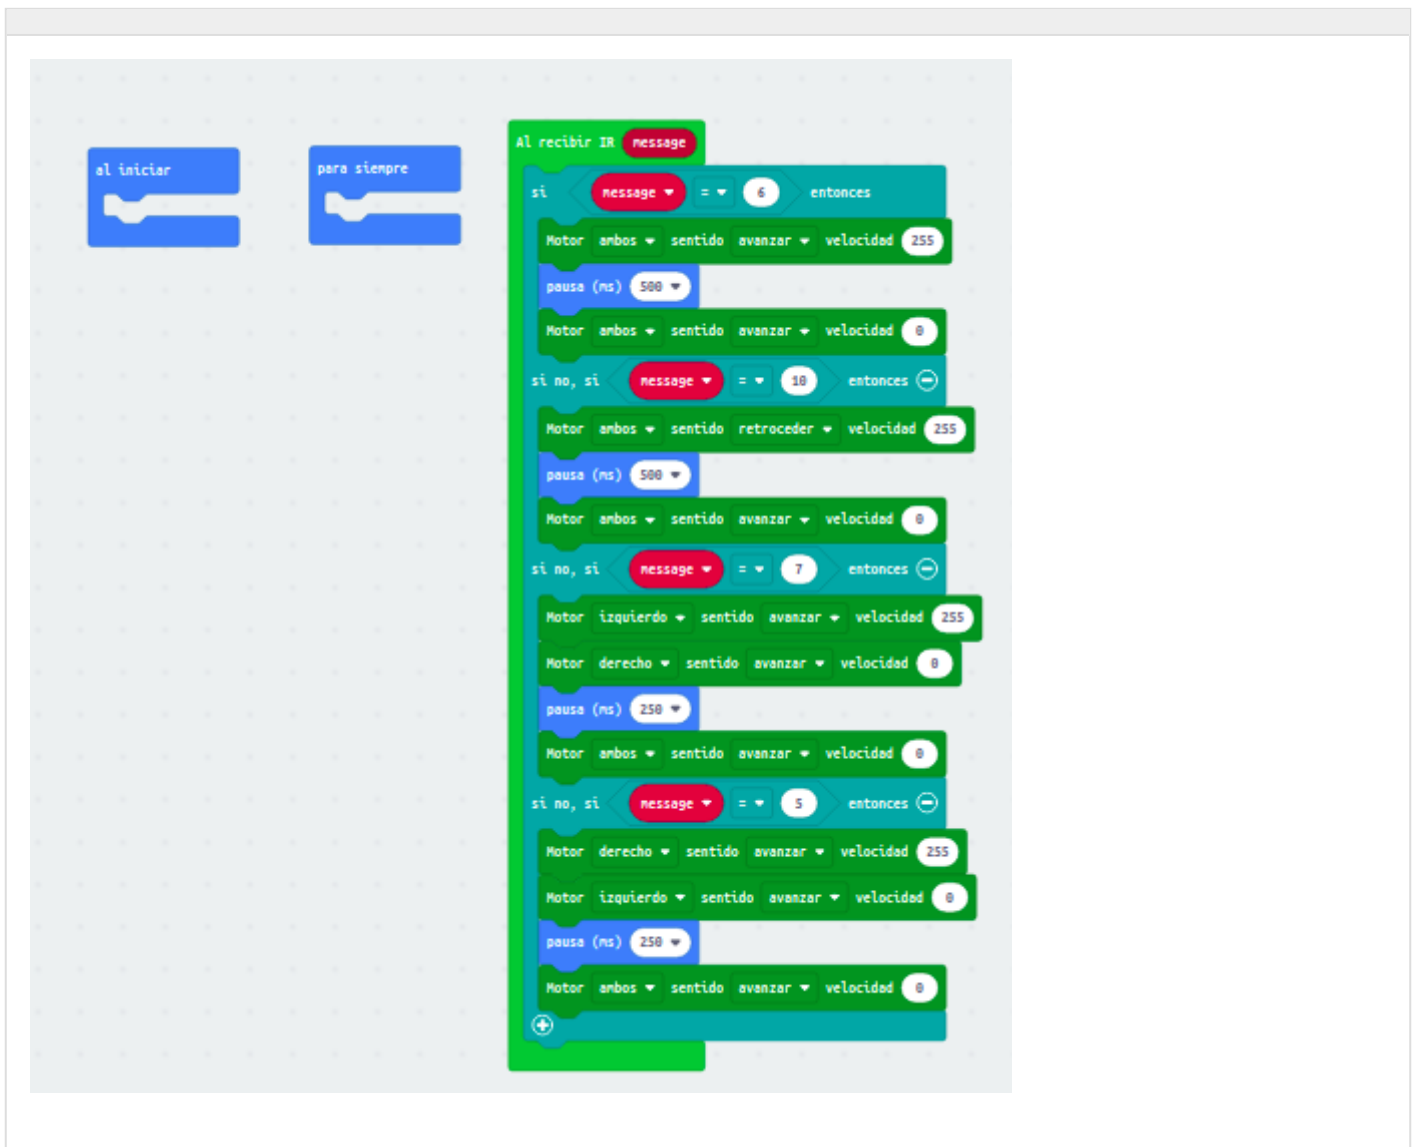 al iniciar
para siempre
Al recibir IR message
si message = 6 entonces
Motor ambos sentido avanzar velocidad 255
pausa (ms) 500
Motor ambos sentido avanzar velocidad 0
si no, si message = 10 entonces
Motor ambos sentido retroceder velocidad 255
pausa (ms) 500
Motor ambos sentido avanzar velocidad 0
si no, si message = 7 entonces
Motor izquierdo sentido avanzar velocidad 255
Motor derecho sentido avanzar velocidad 0
pausa (ms) 250
Motor ambos sentido avanzar velocidad 0
si no, si message = 5 entonces
Motor derecho sentido avanzar velocidad 255
Motor izquierdo sentido avanzar velocidad 0
pausa (ms) 250
Motor ambos sentido avanzar velocidad 0